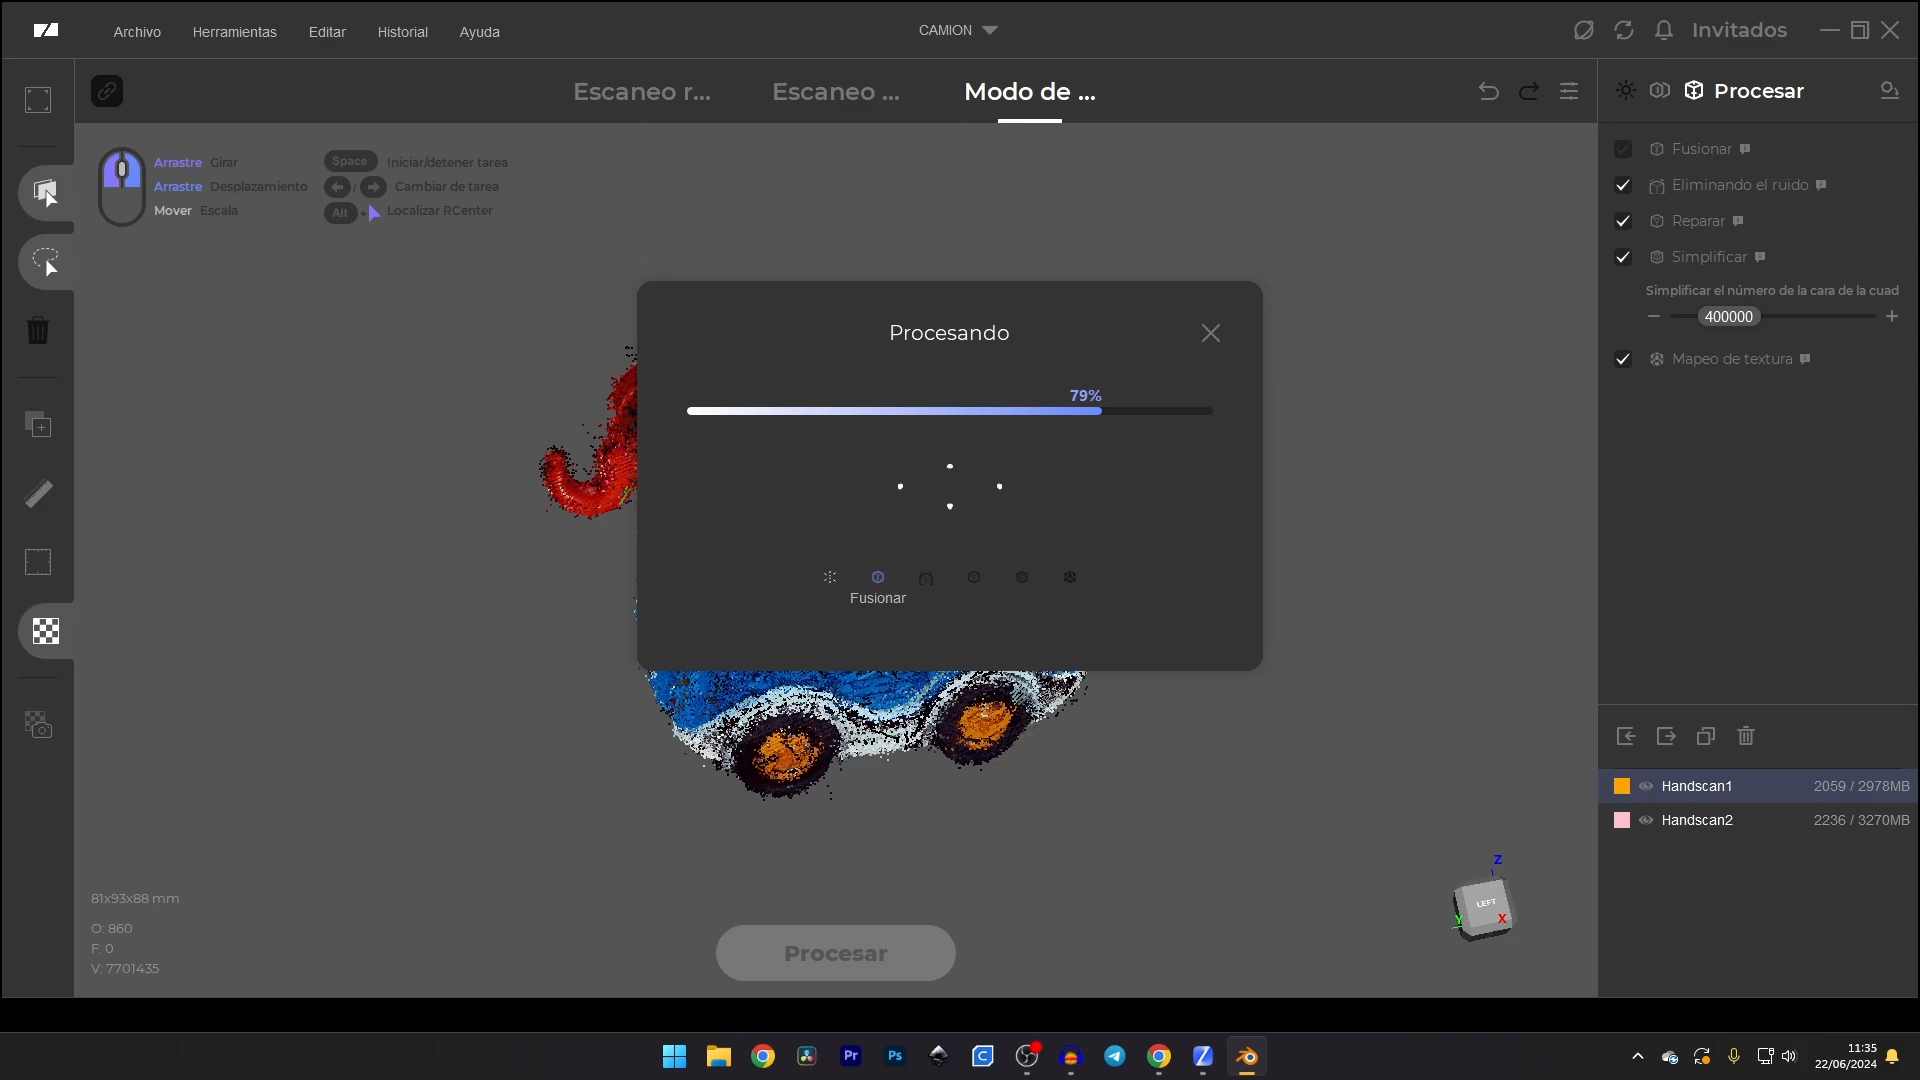 Archivo
Herramientas
Editar
Historial
Ayuda
CAMION
Invitados
Escaneo r...
Escaneo ...
Modo de ...
Procesar
Arrastre Girar
Arrastre Desplazamiento
Mover Escala
Space Iniciar/detener tarea
/ Cambiar de tarea
Alt + Localizar RCenter
Fusionar
Eliminando el ruido
Reparar
Simplificar
Simplificar el número de la cara de la cuad
400000
Mapeo de textura
Procesando
79%
Fusionar
Handscan1 2059 / 2978MB
Handscan2 2236 / 3270MB
81x93x88 mm
O: 860
F: 0
V: 7701435
Procesar
Z
LEFT
Y
X
Pr
Ps
C
11:35
22/06/2024